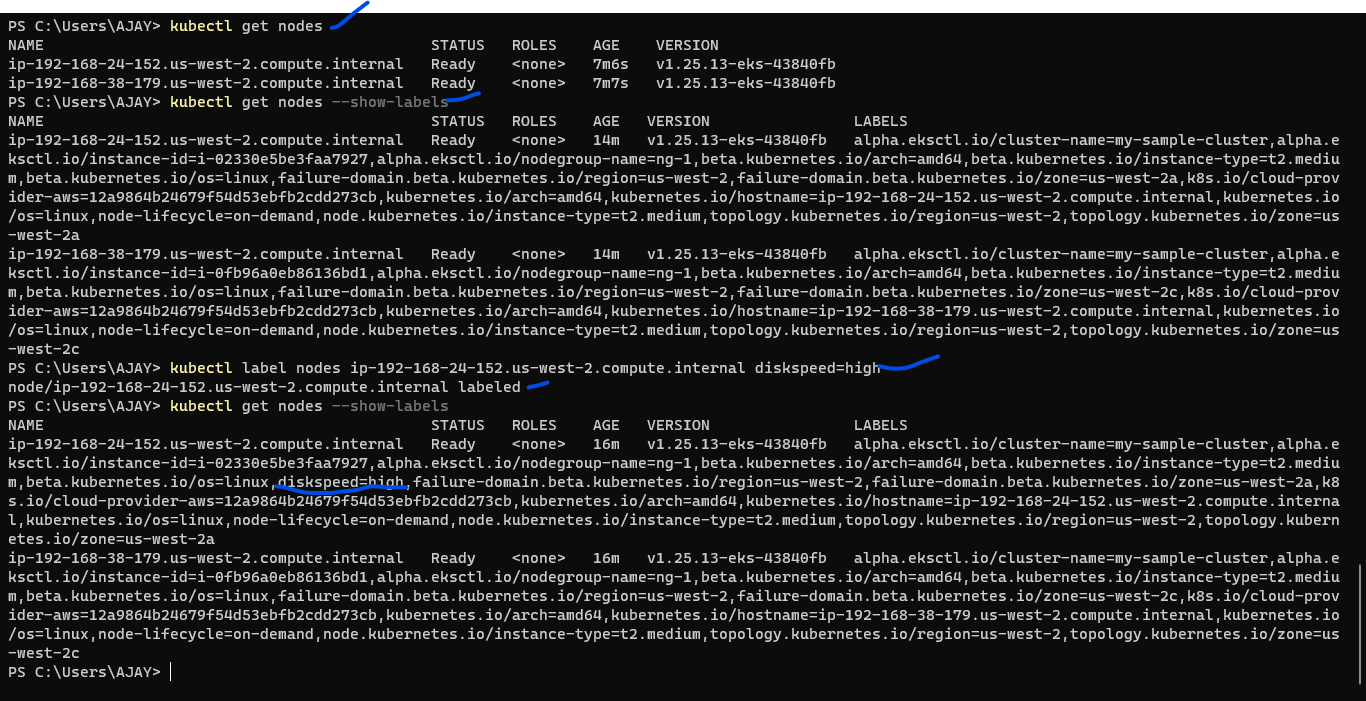 PS C:\Users\AJAY> kubectl get nodes
NAME STATUS ROLES AGE VERSION
ip-192-168-24-152.us-west-2.compute.internal Ready <none> 7m6s v1.25.13-eks-43840fb
ip-192-168-38-179.us-west-2.compute.internal Ready <none> 7m7s v1.25.13-eks-43840fb
PS C:\Users\AJAY> kubectl get nodes --show-labels
NAME STATUS ROLES AGE VERSION LABELS
ip-192-168-24-152.us-west-2.compute.internal Ready <none> 14m v1.25.13-eks-43840fb alpha.eksctl.io/cluster-name=my-sample-cluster,alpha.e
ksctl.io/instance-id=i-02330e5be3faa7927,alpha.eksctl.io/nodegroup-name=ng-1,beta.kubernetes.io/arch=amd64,beta.kubernetes.io/instance-type=t2.mediu
m,beta.kubernetes.io/os=linux,failure-domain.beta.kubernetes.io/region=us-west-2,failure-domain.beta.kubernetes.io/zone=us-west-2a,k8s.io/cloud-prov
ider-aws=12a9864b24679f54d53ebfb2cdd273cb,kubernetes.io/arch=amd64,kubernetes.io/hostname=ip-192-168-24-152.us-west-2.compute.internal,kubernetes.io
/os=linux,node-lifecycle=on-demand,node.kubernetes.io/instance-type=t2.medium,topology.kubernetes.io/region=us-west-2,topology.kubernetes.io/zone=us
-west-2a
ip-192-168-38-179.us-west-2.compute.internal Ready <none> 14m v1.25.13-eks-43840fb alpha.eksctl.io/cluster-name=my-sample-cluster,alpha.e
ksctl.io/instance-id=i-0fb96a0eb86136bd1,alpha.eksctl.io/nodegroup-name=ng-1,beta.kubernetes.io/arch=amd64,beta.kubernetes.io/instance-type=t2.mediu
m,beta.kubernetes.io/os=linux,failure-domain.beta.kubernetes.io/region=us-west-2,failure-domain.beta.kubernetes.io/zone=us-west-2c,k8s.io/cloud-prov
ider-aws=12a9864b24679f54d53ebfb2cdd273cb,kubernetes.io/arch=amd64,kubernetes.io/hostname=ip-192-168-38-179.us-west-2.compute.internal,kubernetes.io
/os=linux,node-lifecycle=on-demand,node.kubernetes.io/instance-type=t2.medium,topology.kubernetes.io/region=us-west-2,topology.kubernetes.io/zone=us
-west-2c
PS C:\Users\AJAY> kubectl label nodes ip-192-168-24-152.us-west-2.compute.internal diskspeed=high
node/ip-192-168-24-152.us-west-2.compute.internal labeled
PS C:\Users\AJAY> kubectl get nodes --show-labels
NAME STATUS ROLES AGE VERSION LABELS
ip-192-168-24-152.us-west-2.compute.internal Ready <none> 16m v1.25.13-eks-43840fb alpha.eksctl.io/cluster-name=my-sample-cluster,alpha.e
ksctl.io/instance-id=i-02330e5be3faa7927,alpha.eksctl.io/nodegroup-name=ng-1,beta.kubernetes.io/arch=amd64,beta.kubernetes.io/instance-type=t2.mediu
m,beta.kubernetes.io/os=linux,diskspeed=high,failure-domain.beta.kubernetes.io/region=us-west-2,failure-domain.beta.kubernetes.io/zone=us-west-2a,k8
s.io/cloud-provider-aws=12a9864b24679f54d53ebfb2cdd273cb,kubernetes.io/arch=amd64,kubernetes.io/hostname=ip-192-168-24-152.us-west-2.compute.interna
l,kubernetes.io/os=linux,node-lifecycle=on-demand,node.kubernetes.io/instance-type=t2.medium,topology.kubernetes.io/region=us-west-2,topology.kubern
etes.io/zone=us-west-2a
ip-192-168-38-179.us-west-2.compute.internal Ready <none> 16m v1.25.13-eks-43840fb alpha.eksctl.io/cluster-name=my-sample-cluster,alpha.e
ksctl.io/instance-id=i-0fb96a0eb86136bd1,alpha.eksctl.io/nodegroup-name=ng-1,beta.kubernetes.io/arch=amd64,beta.kubernetes.io/instance-type=t2.mediu
m,beta.kubernetes.io/os=linux,failure-domain.beta.kubernetes.io/region=us-west-2,failure-domain.beta.kubernetes.io/zone=us-west-2c,k8s.io/cloud-prov
ider-aws=12a9864b24679f54d53ebfb2cdd273cb,kubernetes.io/arch=amd64,kubernetes.io/hostname=ip-192-168-38-179.us-west-2.compute.internal,kubernetes.io
/os=linux,node-lifecycle=on-demand,node.kubernetes.io/instance-type=t2.medium,topology.kubernetes.io/region=us-west-2,topology.kubernetes.io/zone=us
-west-2c
PS C:\Users\AJAY>